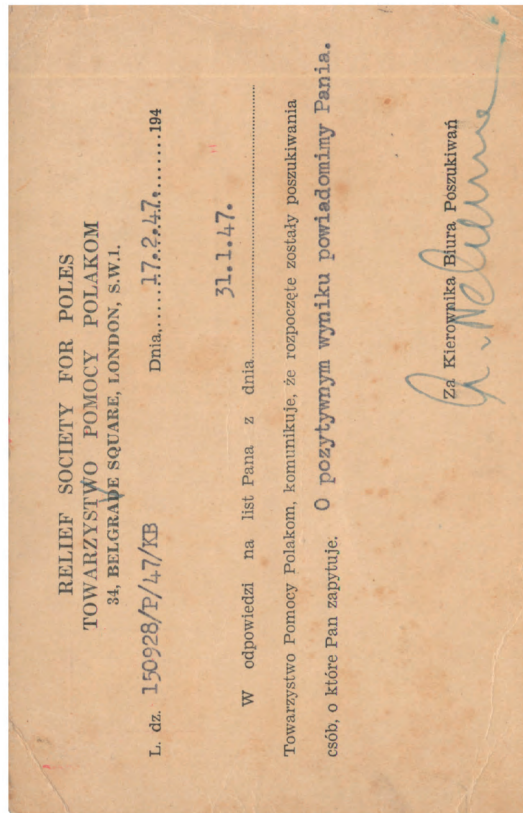 RELIEF SOCIETY FOR POLES
TOWARZYSTWO POMOCY POLAKOM
34, BELGRADE SQUARE, LONDON, S.W.1.
L. dz. 150928/P/47/KB Dnia......17.2.47..........194
31.1.47.
W odpowiedzi na list Pana z dnia
Towarzystwo Pomocy Polakom, komunikuje, że rozpoczęte zostały poszukiwania
csób, o które Pan zapytuje. O pozytywnym wyniku powiadomimy Pania.
Za Kierownika Biura Poszukiwań